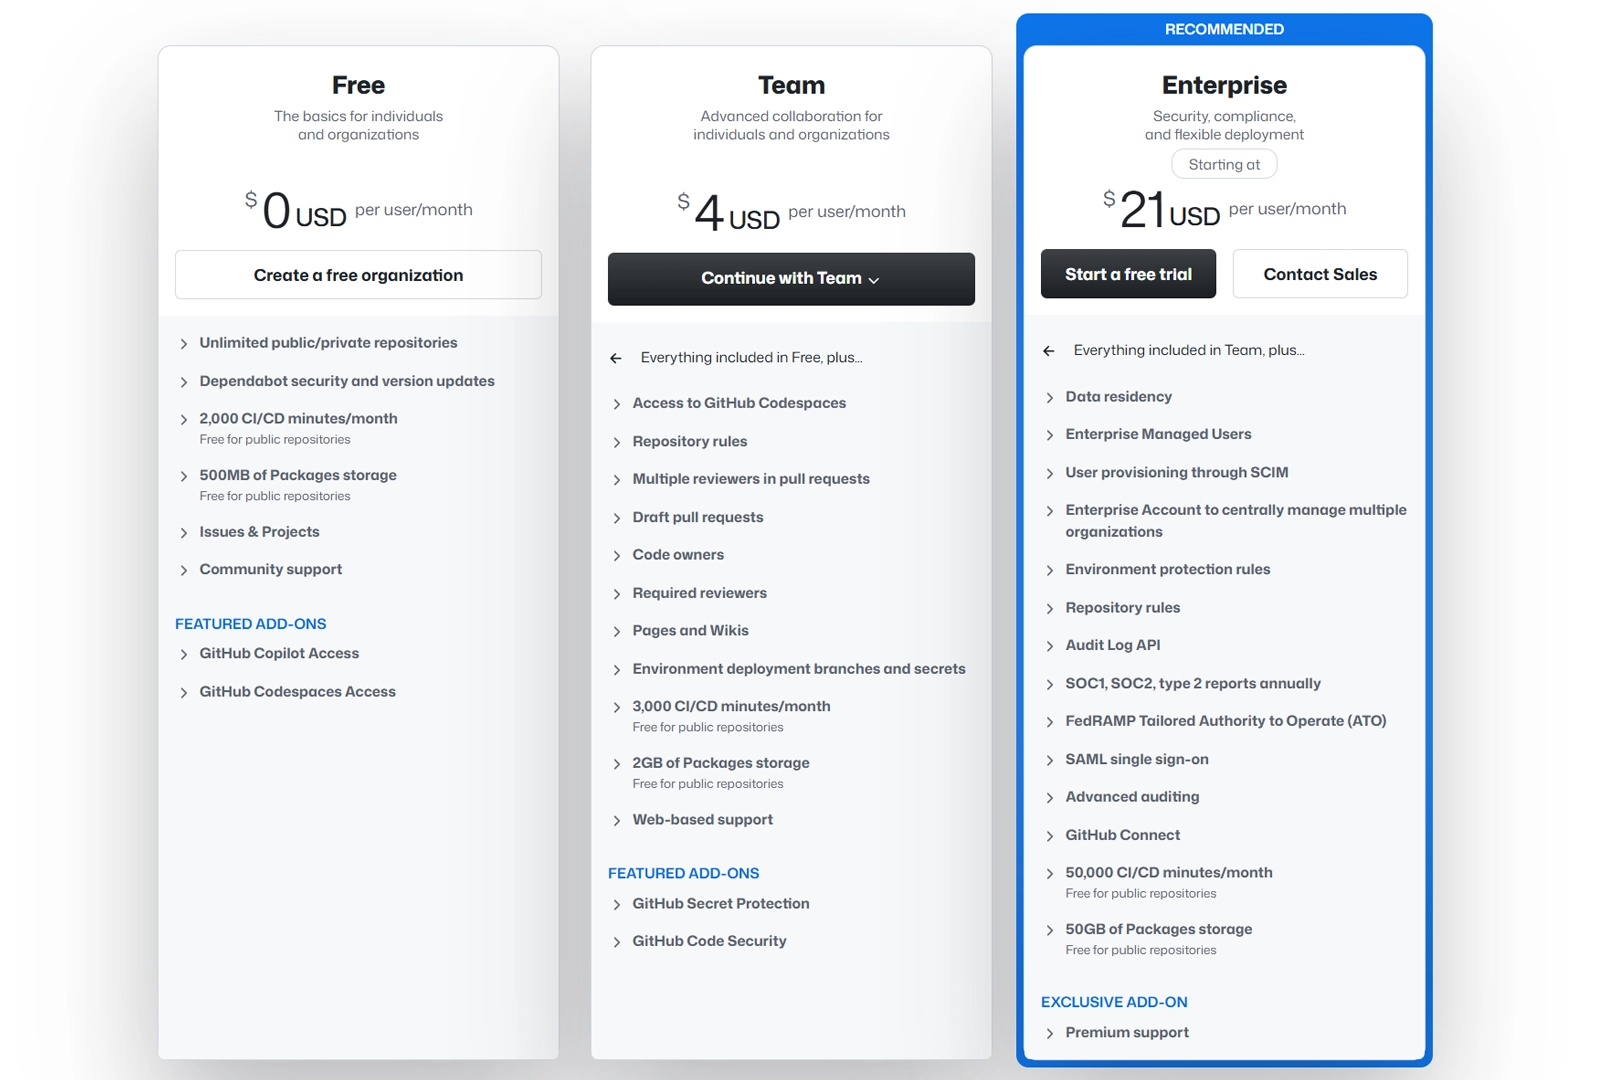 Free
The basics for individuals
and organizations
$ 0 USD per user/month
Create a free organization
Unlimited public/private repositories
Dependabot security and version updates
2,000 CI/CD minutes/month
Free for public repositories
500MB of Packages storage
Free for public repositories
Issues & Projects
Community support
FEATURED ADD-ONS
GitHub Copilot Access
GitHub Codespaces Access
Team
Advanced collaboration for
individuals and organizations
$ 4 USD per user/month
Continue with Team
Everything included in Free, plus...
Access to GitHub Codespaces
Repository rules
Multiple reviewers in pull requests
Draft pull requests
Code owners
Required reviewers
Pages and Wikis
Environment deployment branches and secrets
3,000 CI/CD minutes/month
Free for public repositories
2GB of Packages storage
Free for public repositories
Web-based support
FEATURED ADD-ONS
GitHub Secret Protection
GitHub Code Security
RECOMMENDED
Enterprise
Security, compliance,
and flexible deployment
Starting at
$ 21 USD per user/month
Start a free trial
Contact Sales
Everything included in Team, plus...
Data residency
Enterprise Managed Users
User provisioning through SCIM
Enterprise Account to centrally manage multiple
organizations
Environment protection rules
Repository rules
Audit Log API
SOC1, SOC2, type 2 reports annually
FedRAMP Tailored Authority to Operate (ATO)
SAML single sign-on
Advanced auditing
GitHub Connect
50,000 CI/CD minutes/month
Free for public repositories
50GB of Packages storage
Free for public repositories
EXCLUSIVE ADD-ON
Premium support